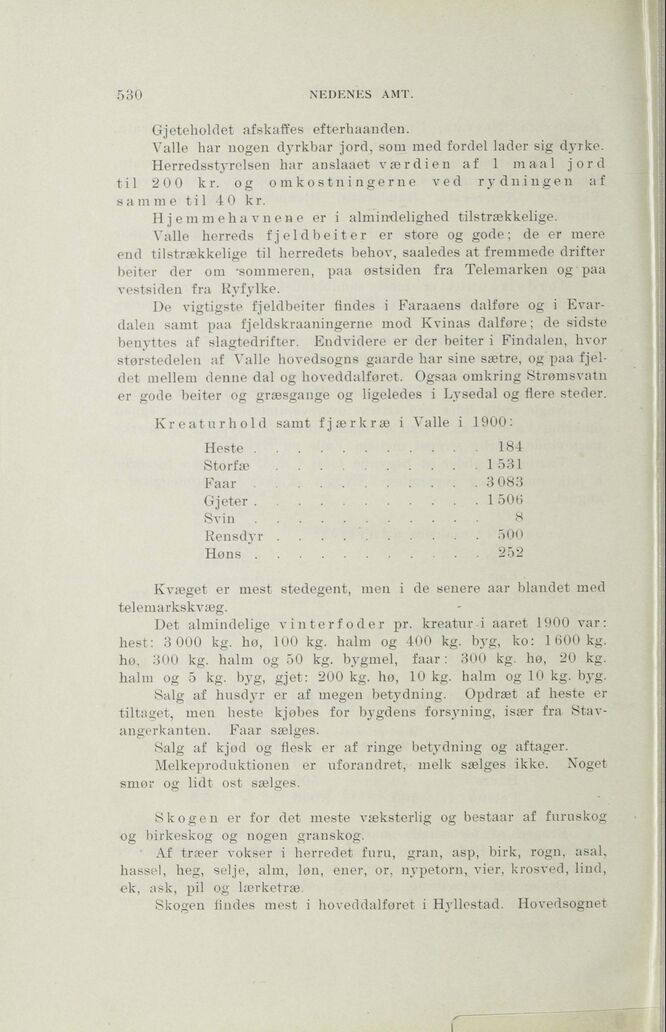 530 NEDENES AMT.
Gjeteholdet afskaffes efterhaanden.
Valle har nogen dyrkbar jord, som med fordel lader sig dyrke.
Herredsstyrelsen har anslaaet værdien af 1 maal jord
til 200 kr. og omkostningerne ved rydningen af
samme til 40 kr.
Hjemmehavnene er i almindelighed tilstrækkelige.
Valle herreds fjeldbeiter er store og gode; de er mere
end tilstrækkelige til herredets behov, saaledes at fremmede drifter
beiter der om sommeren, paa østsiden fra Telemarken og paa
vestsiden fra Ryfylke.
De vigtigste fjeldbeiter findes i Faraaens dalføre og i Evar-
dalen samt paa fjeldskraaningerne mod Kvinas dalføre; de sidste
benyttes af slagtedrifter. Endvidere er der beiter i Findalen, hvor
størstedelen af Valle hovedsogns gaarde har sine sætre, og paa fjel-
det mellem denne dal og hoveddalføret. Ogsaa omkring Strømsvatn
er gode beiter og græsgange og ligeledes i Lysedal og flere steder.
Kreaturhold samt fjærkræ i Valle i 1900:
Heste . . . . . . . . . . . 184
Storfæ . . . . . . . . . . 1 531
Faar . . . . . . . . . . . 3 083
Gjeter . . . . . . . . . . . 1 506
Svin . . . . . . . . . . . 8
Rensdyr . . . . . . . . . . 500
Høns . . . . . . . . . . . 252
Kvæget er mest stedegent, men i de senere aar blandet med
telemarkskvæg.
Det almindelige vinterfoder pr. kreatur i aaret 1900 var:
hest: 3 000 kg. hø, 100 kg. halm og 400 kg. byg, ko: 1 600 kg.
hø, 300 kg. halm og 50 kg. bygmel, faar: 300 kg. hø, 20 kg.
halm og 5 kg. byg, gjet: 200 kg. hø, 10 kg. halm og 10 kg. byg.
Salg af husdyr er af megen betydning. Opdræt af heste er
tiltaget, men heste kjøbes for bygdens forsyning, især fra Stav-
angerkanten. Faar sælges.
Salg af kjød og flesk er af ringe betydning og aftager.
Melkeproduktionen er uforandret, melk sælges ikke. Noget
smør og lidt ost sælges.
Skogen er for det meste væksterlig og bestaar af furuskog
og birkeskog og nogen granskog.
Af træer vokser i herredet furu, gran, asp, birk, rogn, asal,
hassel, heg, selje, alm, løn, ener, or, nypetorn, vier, krosved, lind,
ek, ask, pil og lærketræ.
Skogen findes mest i hoveddalføret i Hyllestad. Hovedsognet